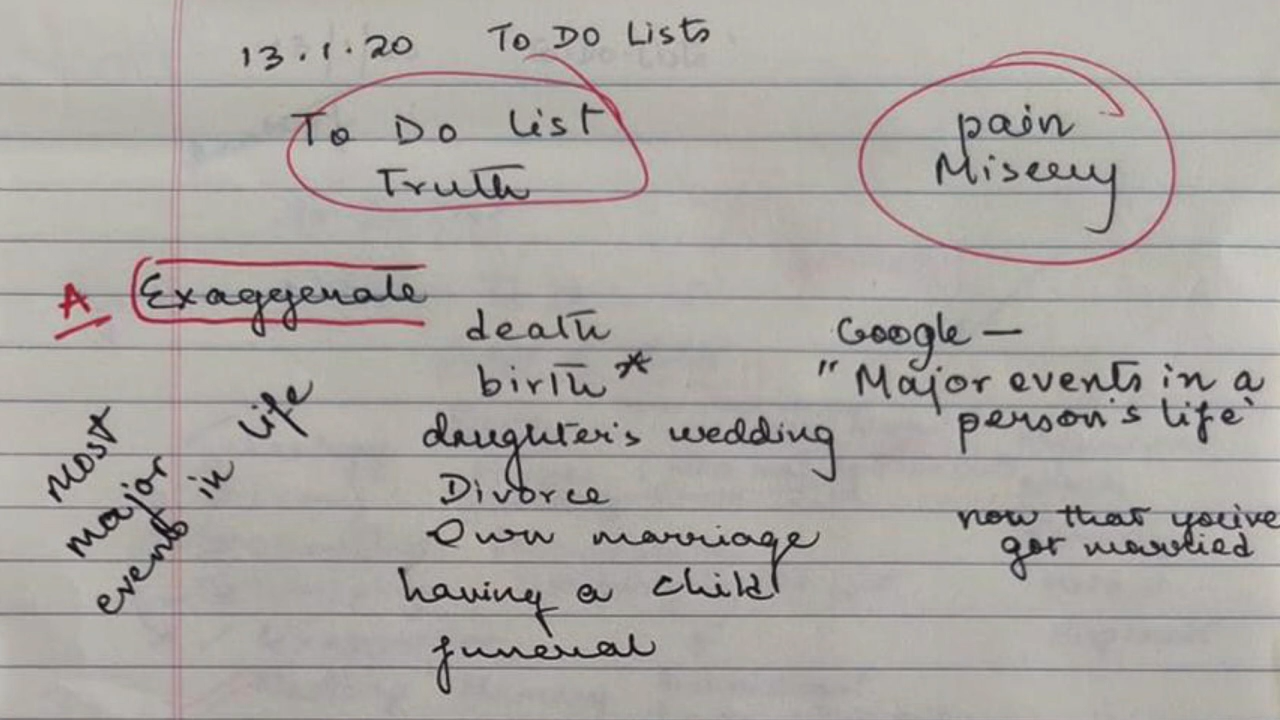 13.1.20 To Do Lists
To Do List
Truth
pain
Misery
A Exaggerate
death
birth*
daughter's wedding
Divorce
Own marriage
having a child
funeral
most
major
events in life
Google —
"Major events in a
person's life'
now that you've
got married